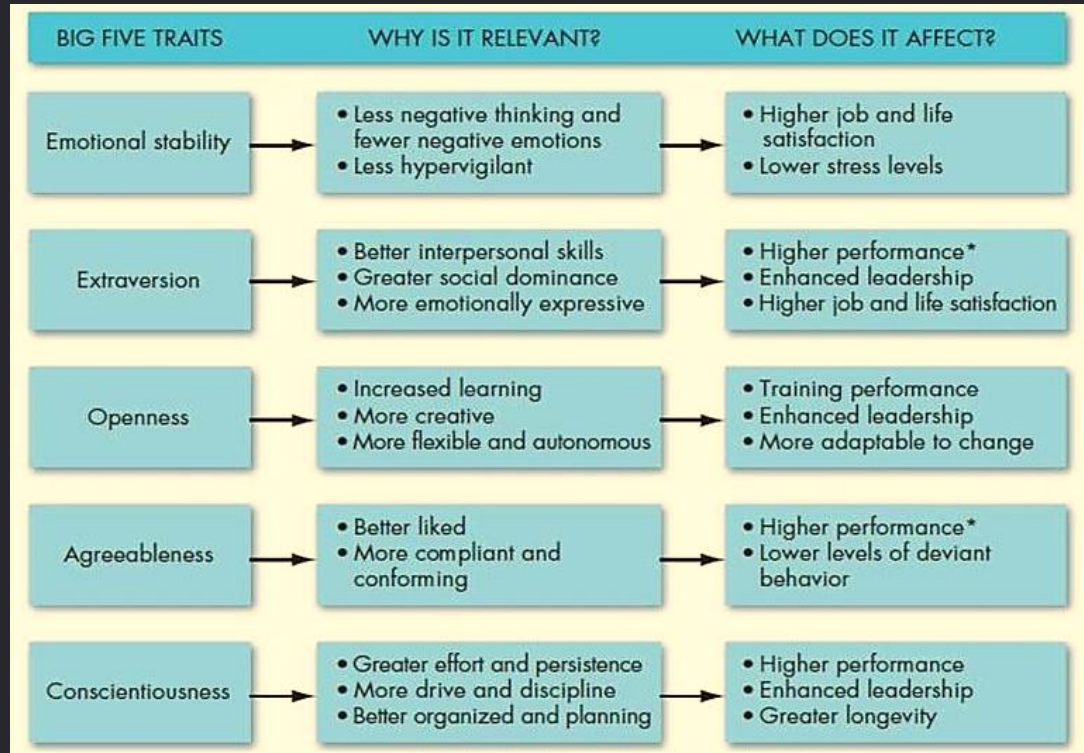 BIG FIVE TRAITS
WHY IS IT RELEVANT?
WHAT DOES IT AFFECT?
Emotional stability
• Less negative thinking and
fewer negative emotions
• Less hypervigilant
• Higher job and life
satisfaction
• Lower stress levels
Extraversion
• Better interpersonal skills
• Greater social dominance
• More emotionally expressive
• Higher performance*
• Enhanced leadership
• Higher job and life satisfaction
Openness
• Increased learning
• More creative
• More flexible and autonomous
• Training performance
• Enhanced leadership
• More adaptable to change
Agreeableness
• Better liked
• More compliant and
conforming
• Higher performance*
• Lower levels of deviant
behavior
Conscientiousness
• Greater effort and persistence
• More drive and discipline
• Better organized and planning
• Higher performance
• Enhanced leadership
• Greater longevity